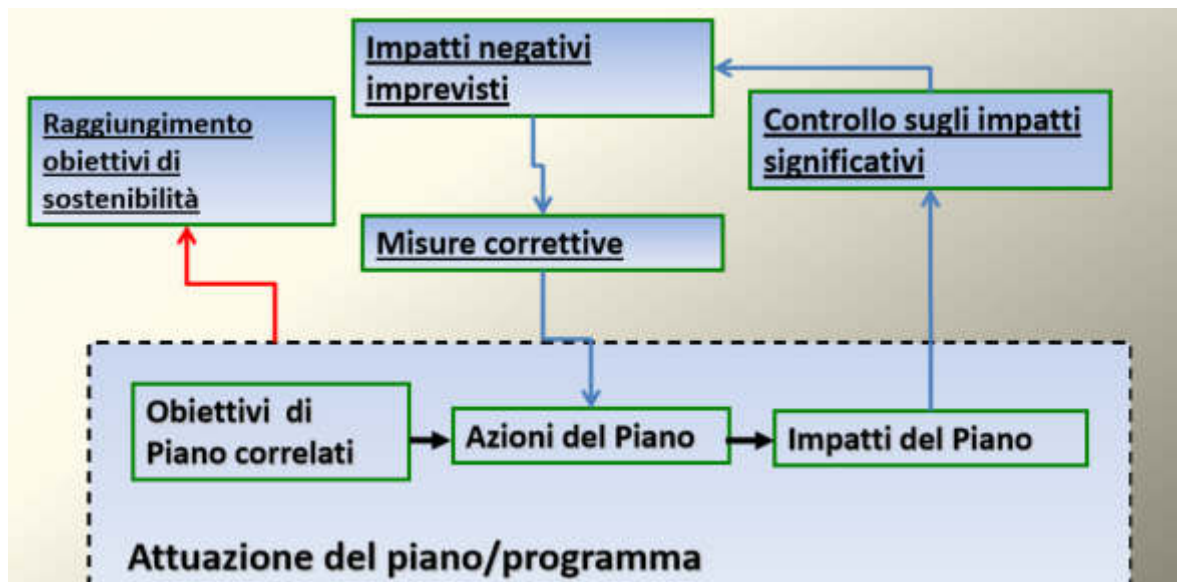 Impatti negativi
imprevisti
Raggiungimento
obiettivi di
sostenibilità
Controllo sugli impatti
significativi
Misure correttive
Obiettivi di
Piano correlati
Azioni del Piano
Impatti del Piano
Attuazione del piano/programma